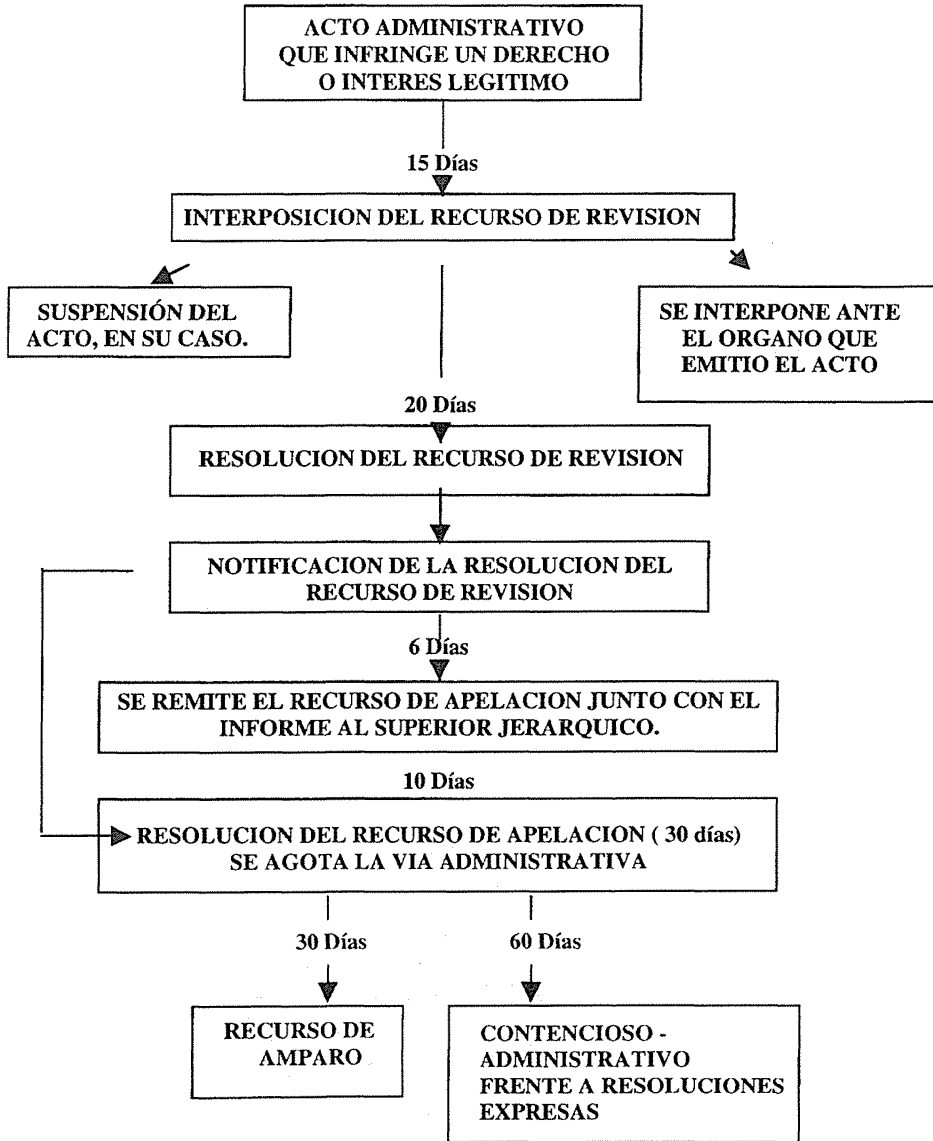 ACTO ADMINISTRATIVO
QUE INFRINGE UN DERECHO
O INTERES LEGITIMO
15 Días
INTERPOSICION DEL RECURSO DE REVISION
SUSPENSIÓN DEL
ACTO, EN SU CASO.
SE INTERPONE ANTE
EL ORGANO QUE
EMITIO EL ACTO
20 Días
RESOLUCION DEL RECURSO DE REVISION
NOTIFICACION DE LA RESOLUCION DEL
RECURSO DE REVISION
6 Días
SE REMITE EL RECURSO DE APELACION JUNTO CON EL
INFORME AL SUPERIOR JERARQUICO.
10 Días
RESOLUCION DEL RECURSO DE APELACION ( 30 días)
SE AGOTA LA VIA ADMINISTRATIVA
30 Días
60 Días
RECURSO DE
AMPARO
CONTENCIOSO -
ADMINISTRATIVO
FRENTE A RESOLUCIONES
EXPRESAS